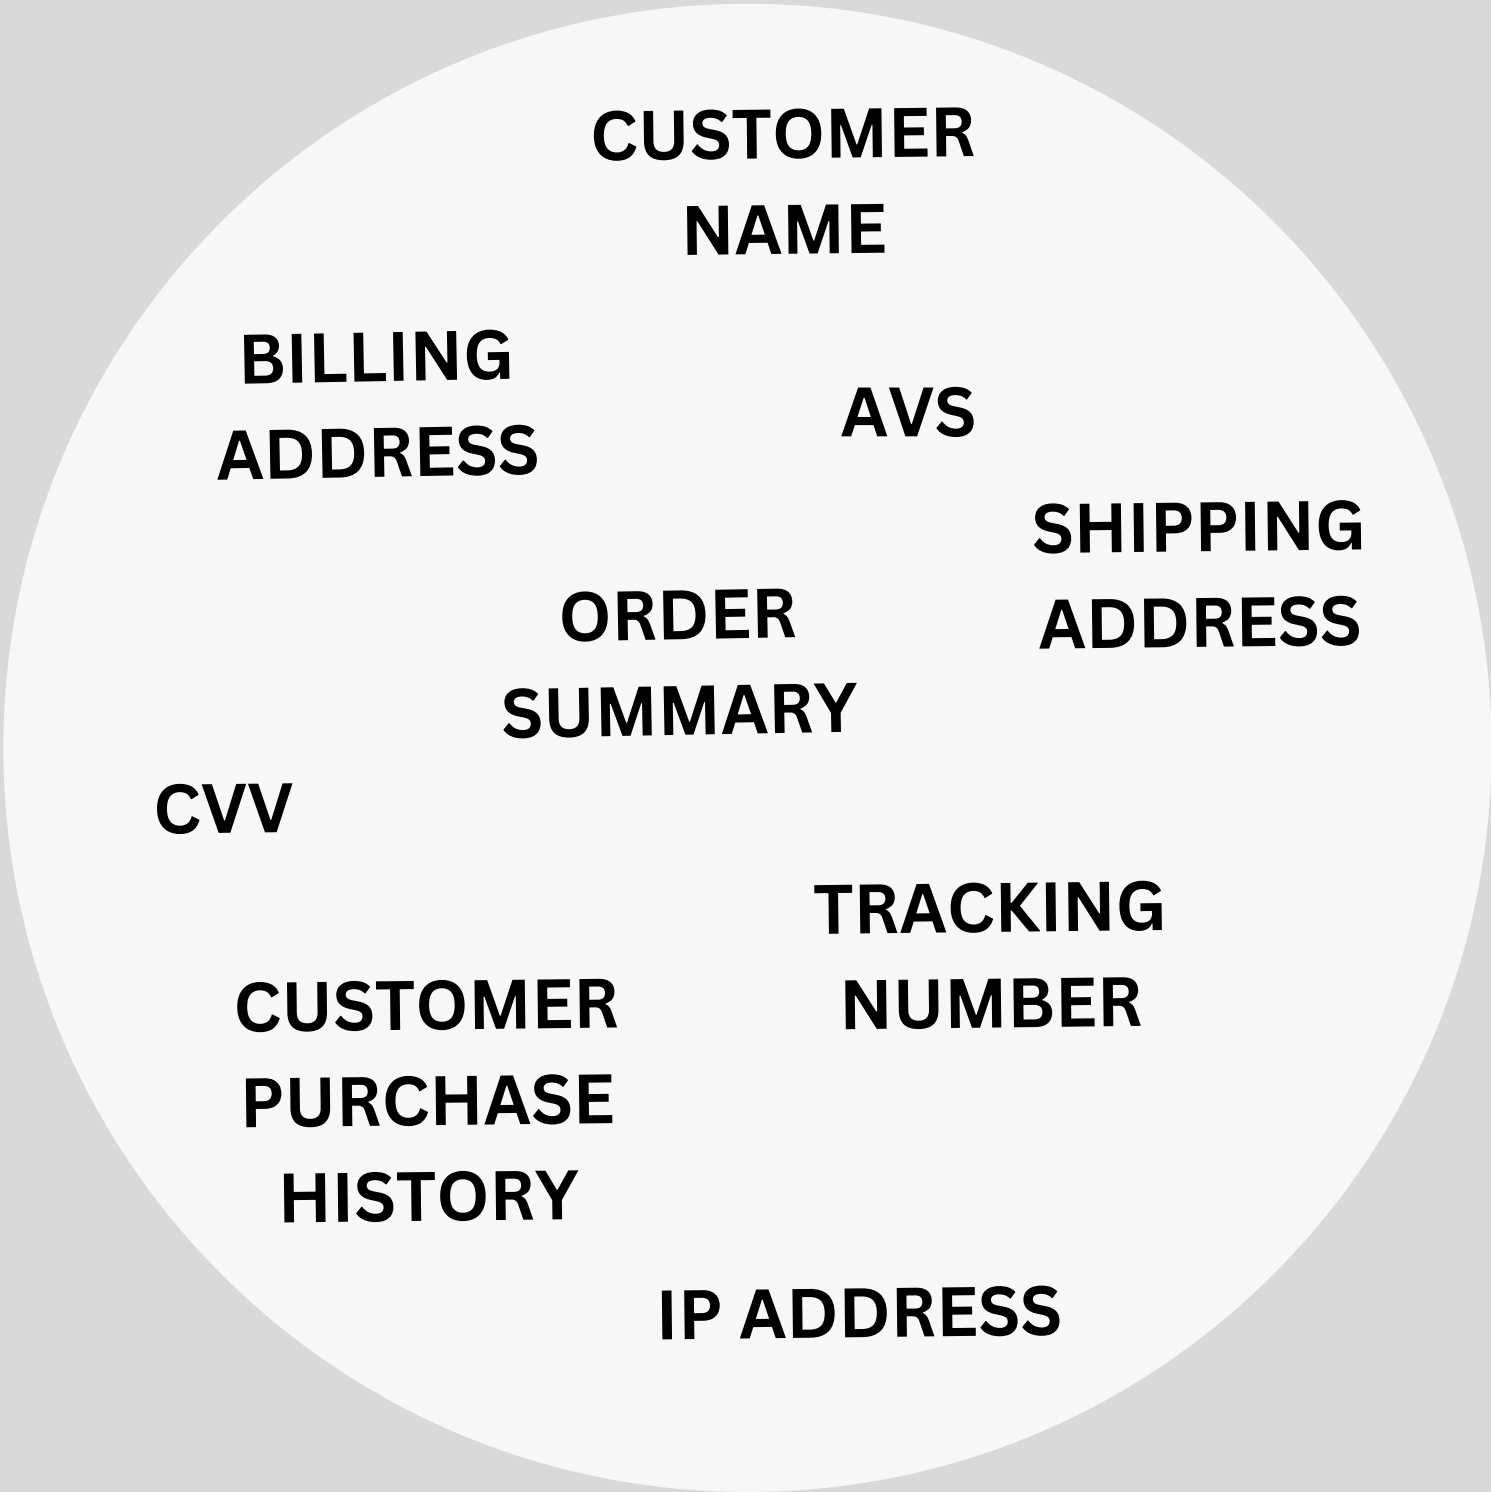 CUSTOMER
NAME
BILLING
ADDRESS
AVS
SHIPPING
ADDRESS
ORDER
SUMMARY
CVV
TRACKING
NUMBER
CUSTOMER
PURCHASE
HISTORY
IP ADDRESS